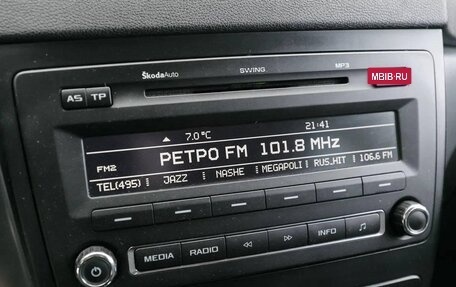 ŠkodaAuto SWING MP3
MBIB·RU
AS TP
7.0 °C 21:41
FM2 РЕТРО FM 101.8 MHz
TEL(495) JAZZ NASHE MEGAPOLI RUS.HIT 106.6 FM
MEDIA RADIO INFO